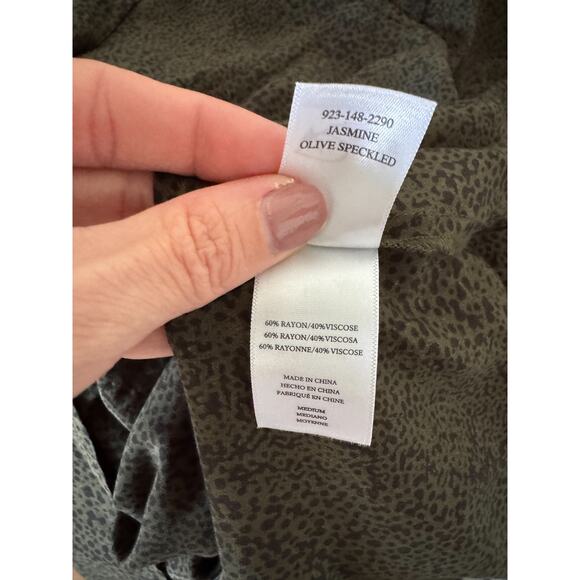 923-148-2290
JASMINE
OLIVE SPECKLED
60% RAYON/40% VISCOSE
60% RAYON/40% VISCOSA
60% RAYONNE/40% VISCOSE
MADE IN CHINA
HECHO EN CHINA
FABRIQUÉ EN CHINE
MEDIUM
MEDIANO
MOYENNE